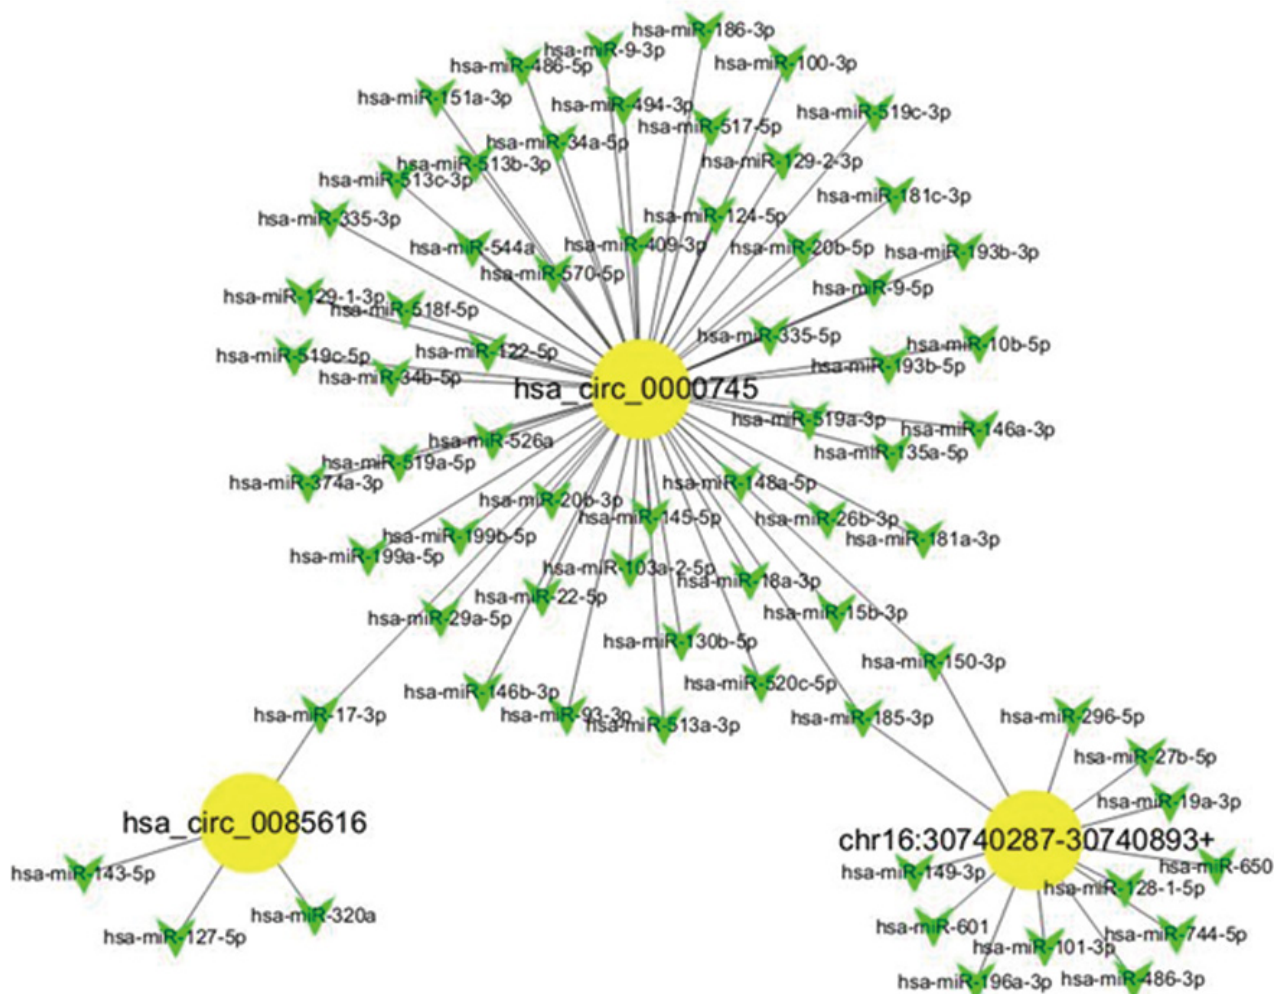 hsa-miR-186-3p
hsa-miR-9-3p
hsa-miR-486-5p
hsa-miR-100-3p
hsa-miR-151a-3p
hsa-miR-494-3p
hsa-miR-519c-3p
hsa-miR-517-5p
hsa-miR-34a-5p
hsa-miR-513b-3p
hsa-miR-129-2-3p
hsa-miR-513c-3p
hsa-miR-181c-3p
hsa-miR-335-3p
hsa-miR-124-5p
hsa-miR-544a
hsa-miR-409-3p
hsa-miR-20b-5p
hsa-miR-193b-3p
hsa-miR-570-5p
hsa-miR-9-5p
hsa-miR-129-1-3p
hsa-miR-518f-5p
hsa-miR-335-5p
hsa-miR-10b-5p
hsa-miR-519c-5p
hsa-miR-122-5p
hsa-miR-193b-5p
hsa-miR-34b-5p
hsa_circ_0000745
hsa-miR-519a-3p
hsa-miR-146a-3p
hsa-miR-526a
hsa-miR-135a-5p
hsa-miR-519a-5p
hsa-miR-374a-3p
hsa-miR-148a-5p
hsa-miR-20b-3p
hsa-miR-145-5p
hsa-miR-26b-3p
hsa-miR-199b-5p
hsa-miR-181a-3p
hsa-miR-199a-5p
hsa-miR-103a-2-5p
hsa-miR-18a-3p
hsa-miR-22-5p
hsa-miR-15b-3p
hsa-miR-29a-5p
hsa-miR-130b-5p
hsa-miR-150-3p
hsa-miR-520c-5p
hsa-miR-146b-3p
hsa-miR-17-3p
hsa-miR-93-3p
hsa-miR-513a-3p
hsa-miR-185-3p
hsa-miR-296-5p
hsa-miR-27b-5p
hsa-miR-19a-3p
hsa_circ_0085616
chr16:30740287-30740893+
hsa-miR-143-5p
hsa-miR-149-3p
hsa-miR-650
hsa-miR-128-1-5p
hsa-miR-320a
hsa-miR-601
hsa-miR-127-5p
hsa-miR-101-3p
hsa-miR-744-5p
hsa-miR-196a-3p
hsa-miR-486-3p